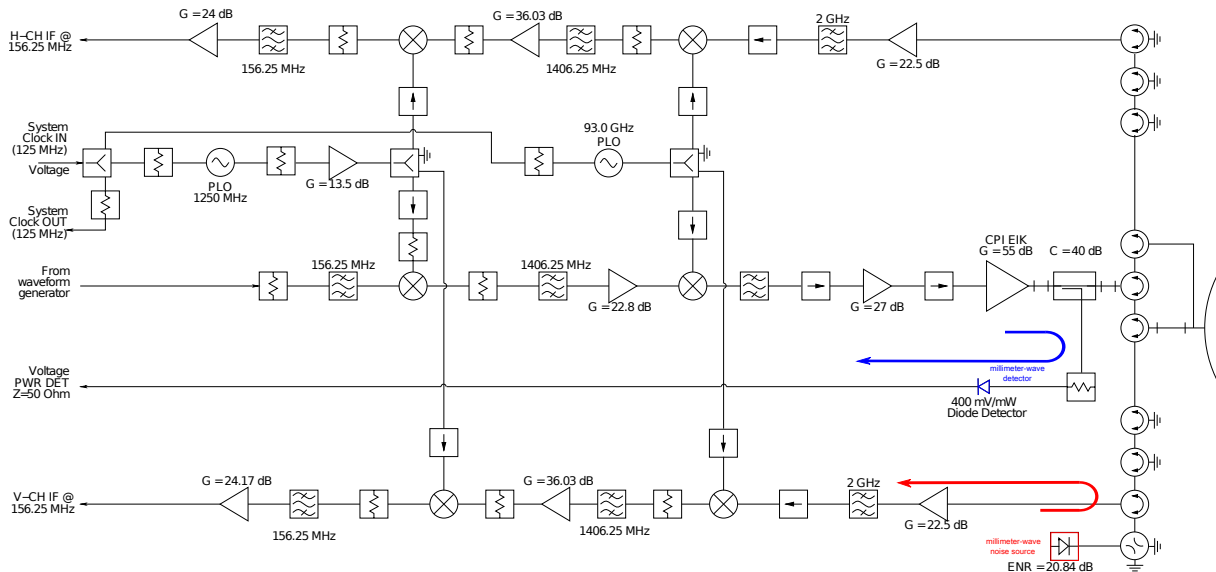 G = 24 dB
G = 36.03 dB
2 GHz
H−CH IF @
156.25 MHz
156.25 MHz
1406.25 MHz
G = 22.5 dB
System
Clock IN
(125 MHz)
93.0 GHz
PLO
Voltage
PLO
1250 MHz
G = 13.5 dB
System
Clock OUT
(125 MHz)
CPI EIK
G = 55 dB
C = 40 dB
From
waveform
generator
156.25 MHz
1406.25 MHz
G = 22.8 dB
G = 27 dB
Voltage
PWR DET
Z=50 Ohm
millimeter-wave
detector
400 mV/mW
Diode Detector
G = 24.17 dB
G = 36.03 dB
2 GHz
V−CH IF @
156.25 MHz
156.25 MHz
1406.25 MHz
G = 22.5 dB
millimeter-wave
noise source
ENR = 20.84 dB